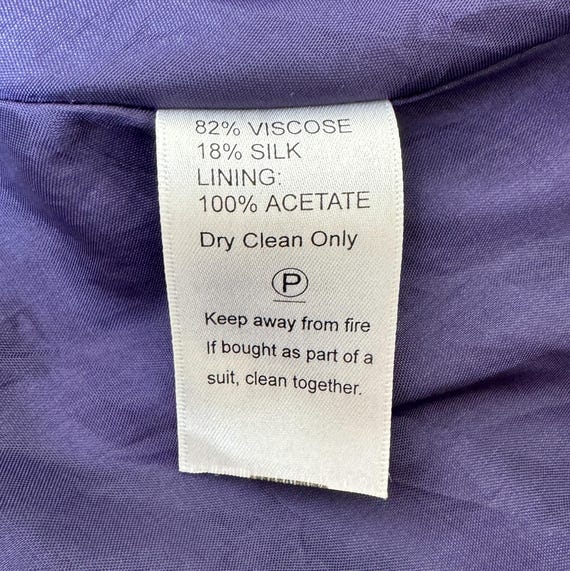 82% VISCOSE
18% SILK
LINING:
100% ACETATE
Dry Clean Only
P
Keep away from fire
If bought as part of a
suit, clean together.